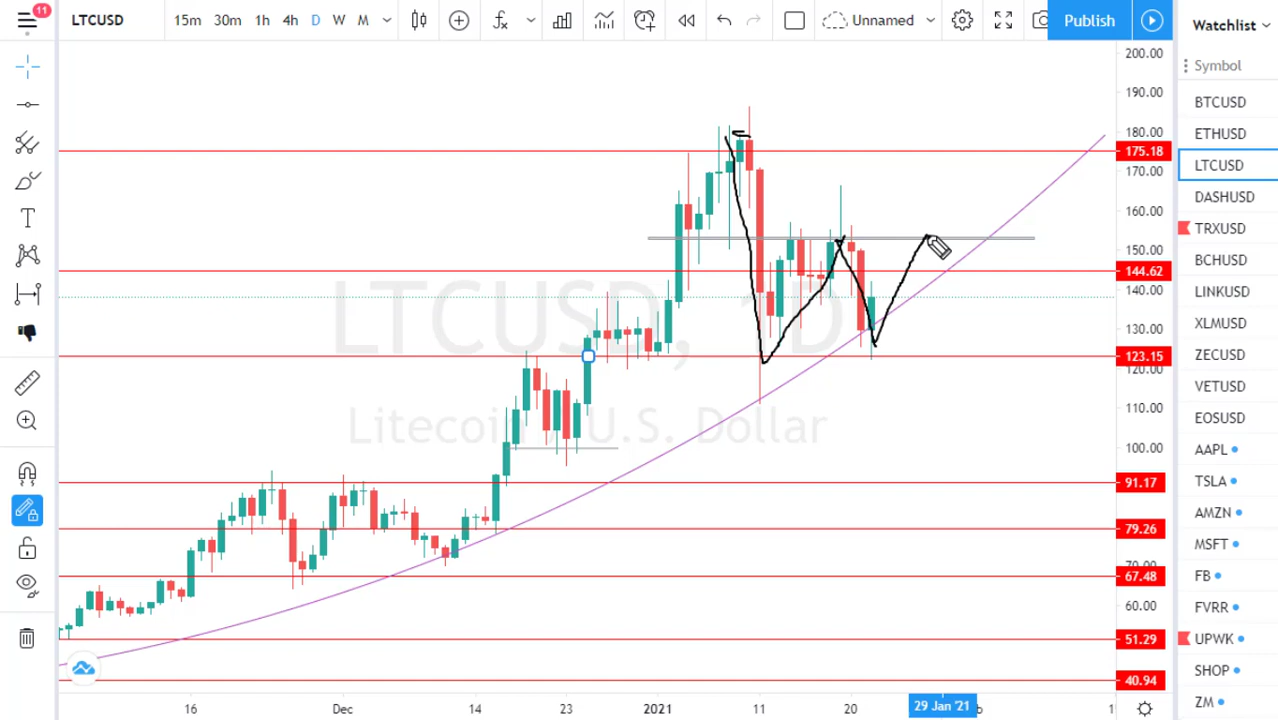 11
LTCUSD 15m 30m 1h 4h D W M Unnamed Publish
Watchlist
Symbol
BTCUSD
ETHUSD
LTCUSD
DASHUSD
TRXUSD
BCHUSD
LINKUSD
XLMUSD
ZECUSD
VETUSD
EOSUSD
AAPL
TSLA
AMZN
MSFT
FB
FVRR
UPWK
SHOP
ZM
LTCUSD, 1D
Litecoin / U.S. Dollar
200.00
190.00
180.00
175.18
170.00
160.00
150.00
144.62
140.00
130.00
123.15
120.00
110.00
100.00
91.17
79.26
70.00
67.48
60.00
51.29
40.94
16 Dec 14 23 2021 11 20 29 Jan '21